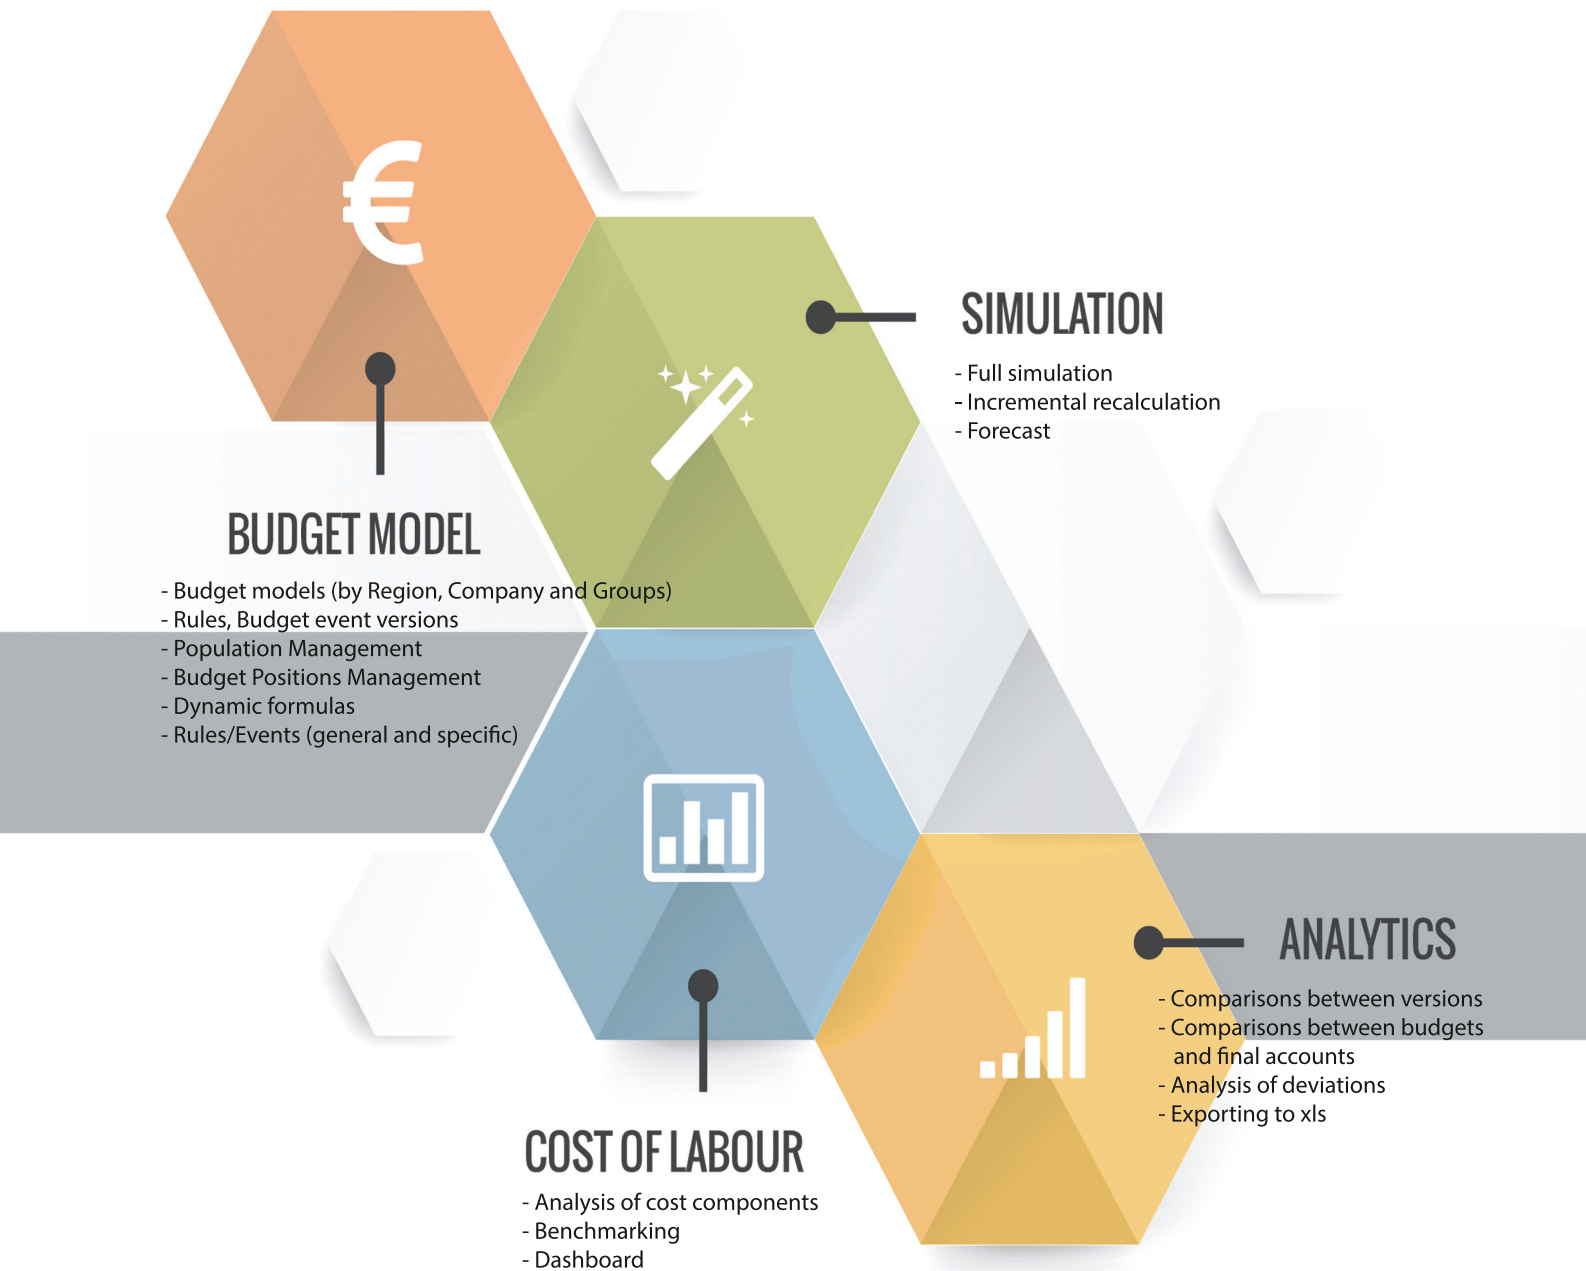 €
SIMULATION
- Full simulation
- Incremental recalculation
- Forecast
BUDGET MODEL
- Budget models (by Region, Company and Groups)
- Rules, Budget event versions
- Population Management
- Budget Positions Management
- Dynamic formulas
- Rules/Events (general and specific)
ANALYTICS
- Comparisons between versions
- Comparisons between budgets
and final accounts
- Analysis of deviations
- Exporting to xls
COST OF LABOUR
- Analysis of cost components
- Benchmarking
- Dashboard